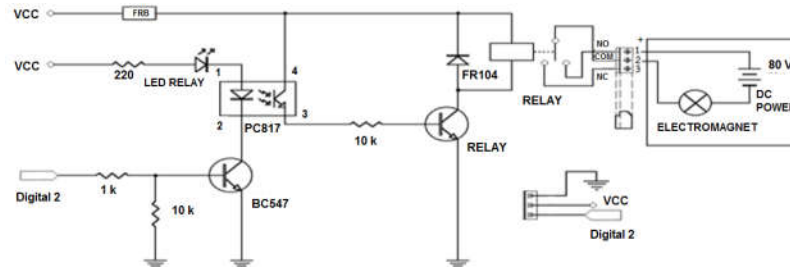 VCC
FRB
VCC
220
LED RELAY
1
4
2
3
PC817
Digital 2
1 k
10 k
BC547
10 k
FR104
RELAY
RELAY
NO
COM
NC
1
2
3
+
80 V
DC
POWER
ELECTROMAGNET
VCC
Digital 2